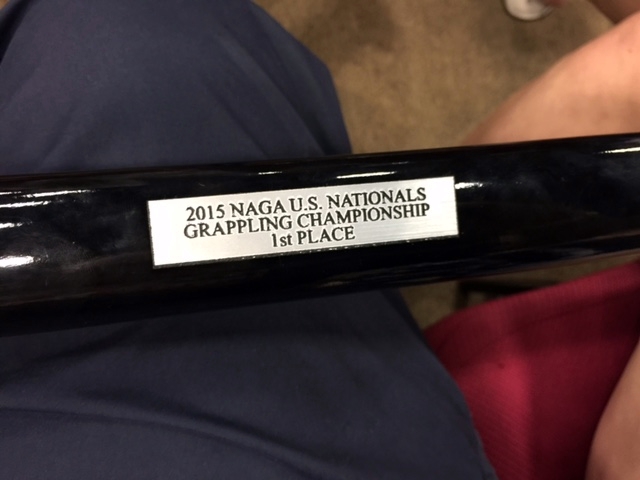 2015 NAGA U.S. NATIONALS
GRAPPLING CHAMPIONSHIP
1st PLACE